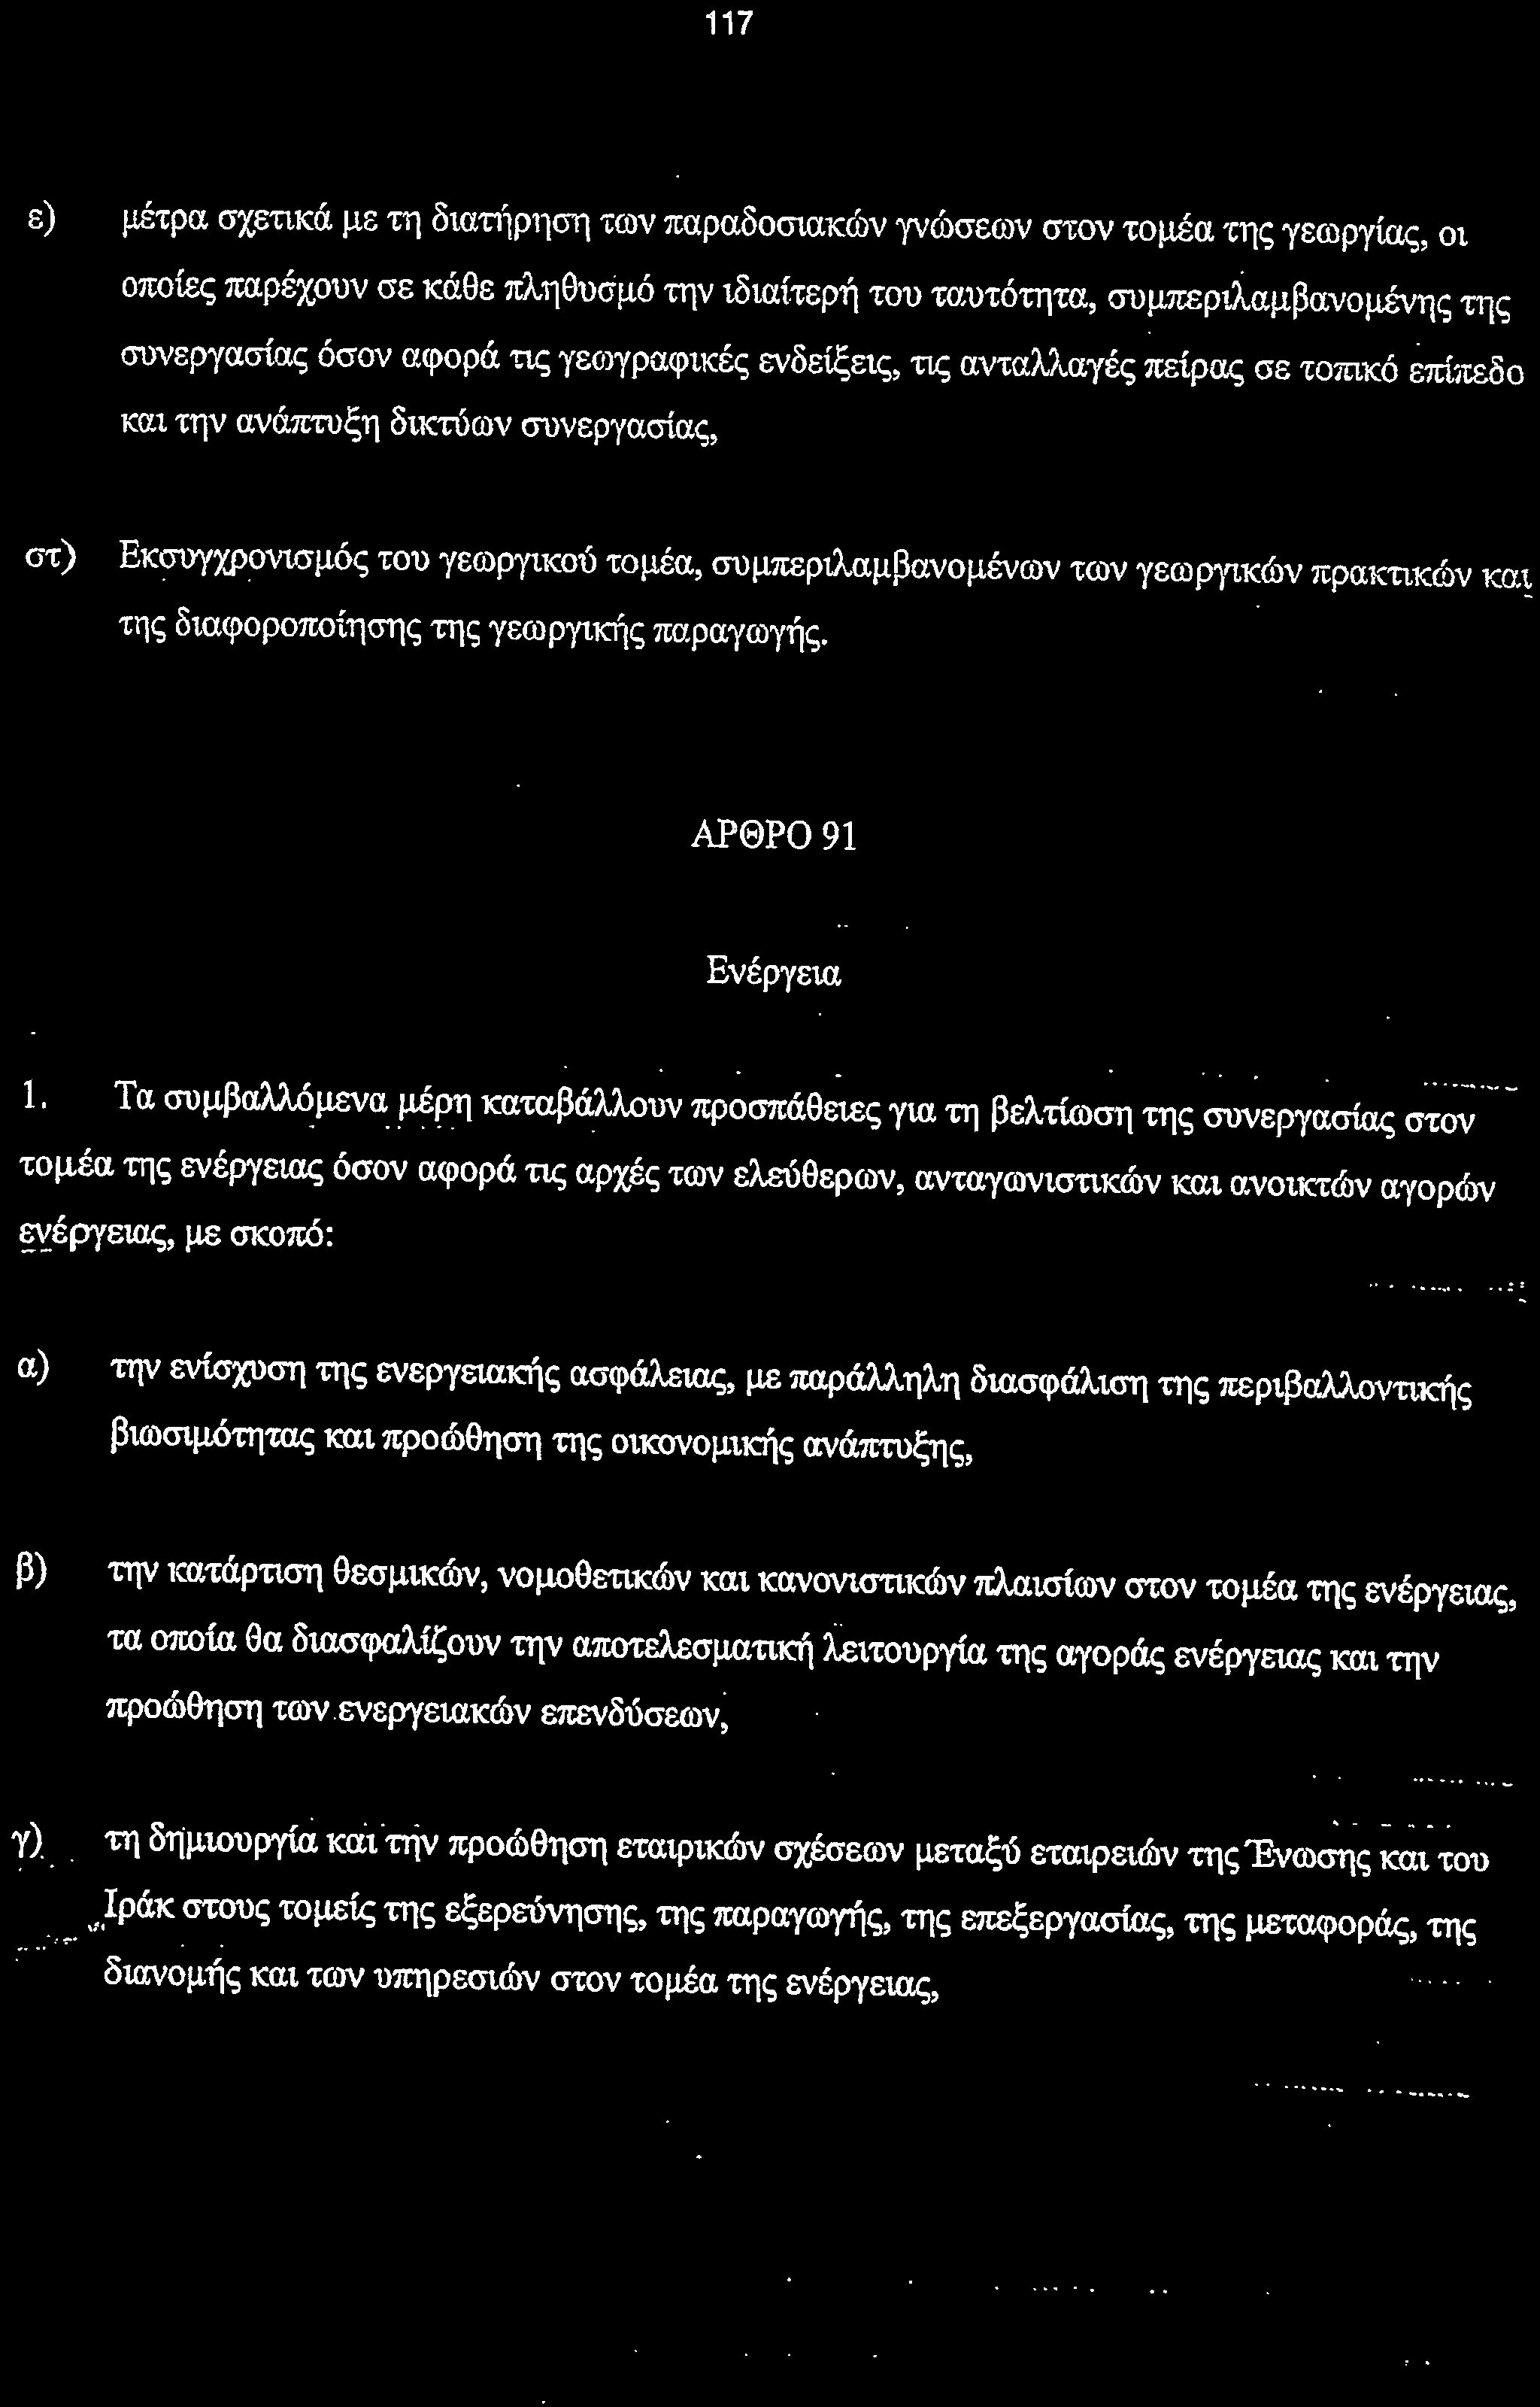 117
ε) μέτρα σχετικά με τη διατήρηση των παραδοσιακών γνώσεων στον τομέα της γεωργίας, οι
οποίες παρέχουν σε κάθε πληθυσμό την ιδιαίτερή του ταυτότητα, συμπεριλαμβανομένης της
συνεργασίας όσον αφορά τις γεωγραφικές ενδείξεις, τις ανταλλαγές πείρας σε τοπικό επίπεδο
και την ανάπτυξη δικτύων συνεργασίας,
στ) Εκσυγχρονισμός του γεωργικού τομέα, συμπεριλαμβανομένων των γεωργικών πρακτικών και
της διαφοροποίησης της γεωργικής παραγωγής.
ΑΡΘΡΟ 91
Ενέργεια
1. Τα συμβαλλόμενα μέρη καταβάλλουν προσπάθειες για τη βελτίωση της συνεργασίας στον
τομέα της ενέργειας όσον αφορά τις αρχές των ελεύθερων, ανταγωνιστικών και ανοικτών αγορών
ενέργειας, με σκοπό:
α) την ενίσχυση της ενεργειακής ασφάλειας, με παράλληλη διασφάλιση της περιβαλλοντικής
βιωσιμότητας και προώθηση της οικονομικής ανάπτυξης,
β) την κατάρτιση θεσμικών, νομοθετικών και κανονιστικών πλαισίων στον τομέα της ενέργειας,
τα οποία θα διασφαλίζουν την αποτελεσματική λειτουργία της αγοράς ενέργειας και την
προώθηση των ενεργειακών επενδύσεων,
γ) τη δημιουργία και την προώθηση εταιρικών σχέσεων μεταξύ εταιρειών της Ένωσης και του
Ιράκ στους τομείς της εξερεύνησης, της παραγωγής, της επεξεργασίας, της μεταφοράς, της
διανομής και των υπηρεσιών στον τομέα της ενέργειας,